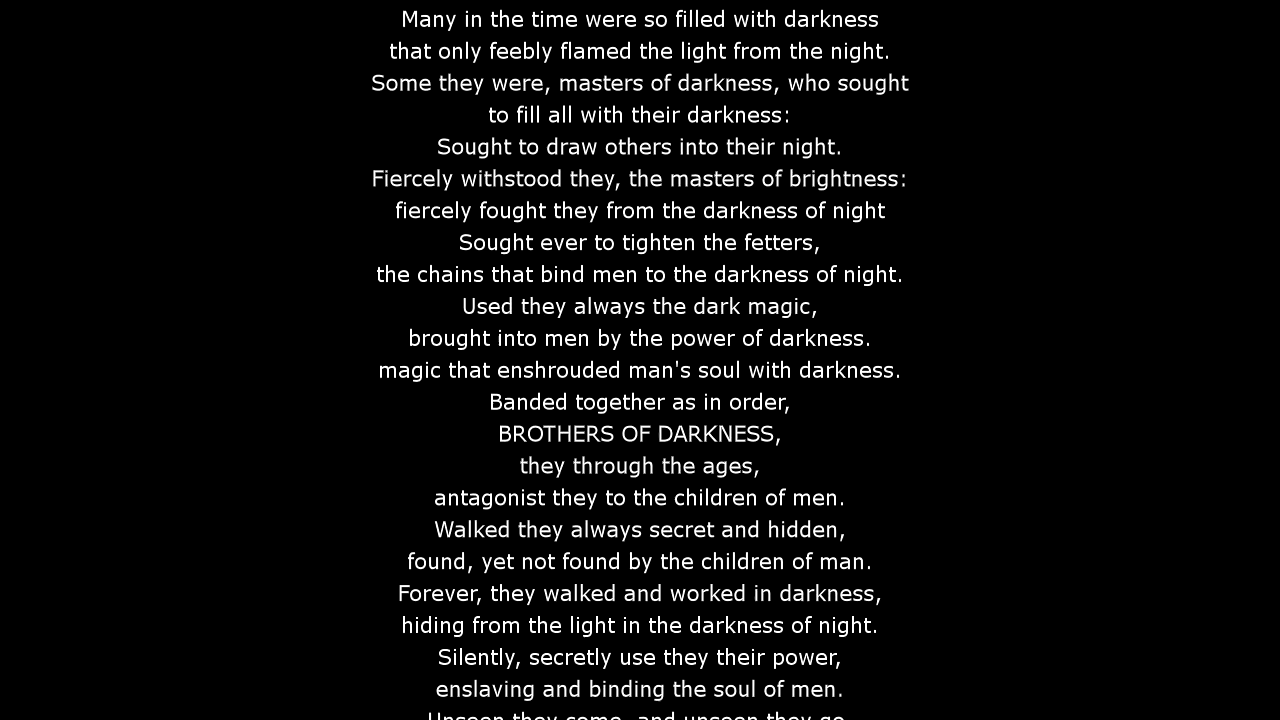 Many in the time were so filled with darkness
that only feebly flamed the light from the night.
Some they were, masters of darkness, who sought
to fill all with their darkness:
Sought to draw others into their night.
Fiercely withstood they, the masters of brightness:
fiercely fought they from the darkness of night
Sought ever to tighten the fetters,
the chains that bind men to the darkness of night.
Used they always the dark magic,
brought into men by the power of darkness.
magic that enshrouded man's soul with darkness.
Banded together as in order,
BROTHERS OF DARKNESS,
they through the ages,
antagonist they to the children of men.
Walked they always secret and hidden,
found, yet not found by the children of man.
Forever, they walked and worked in darkness,
hiding from the light in the darkness of night.
Silently, secretly use they their power,
enslaving and binding the soul of men.
Unseen they come, and unseen they go.